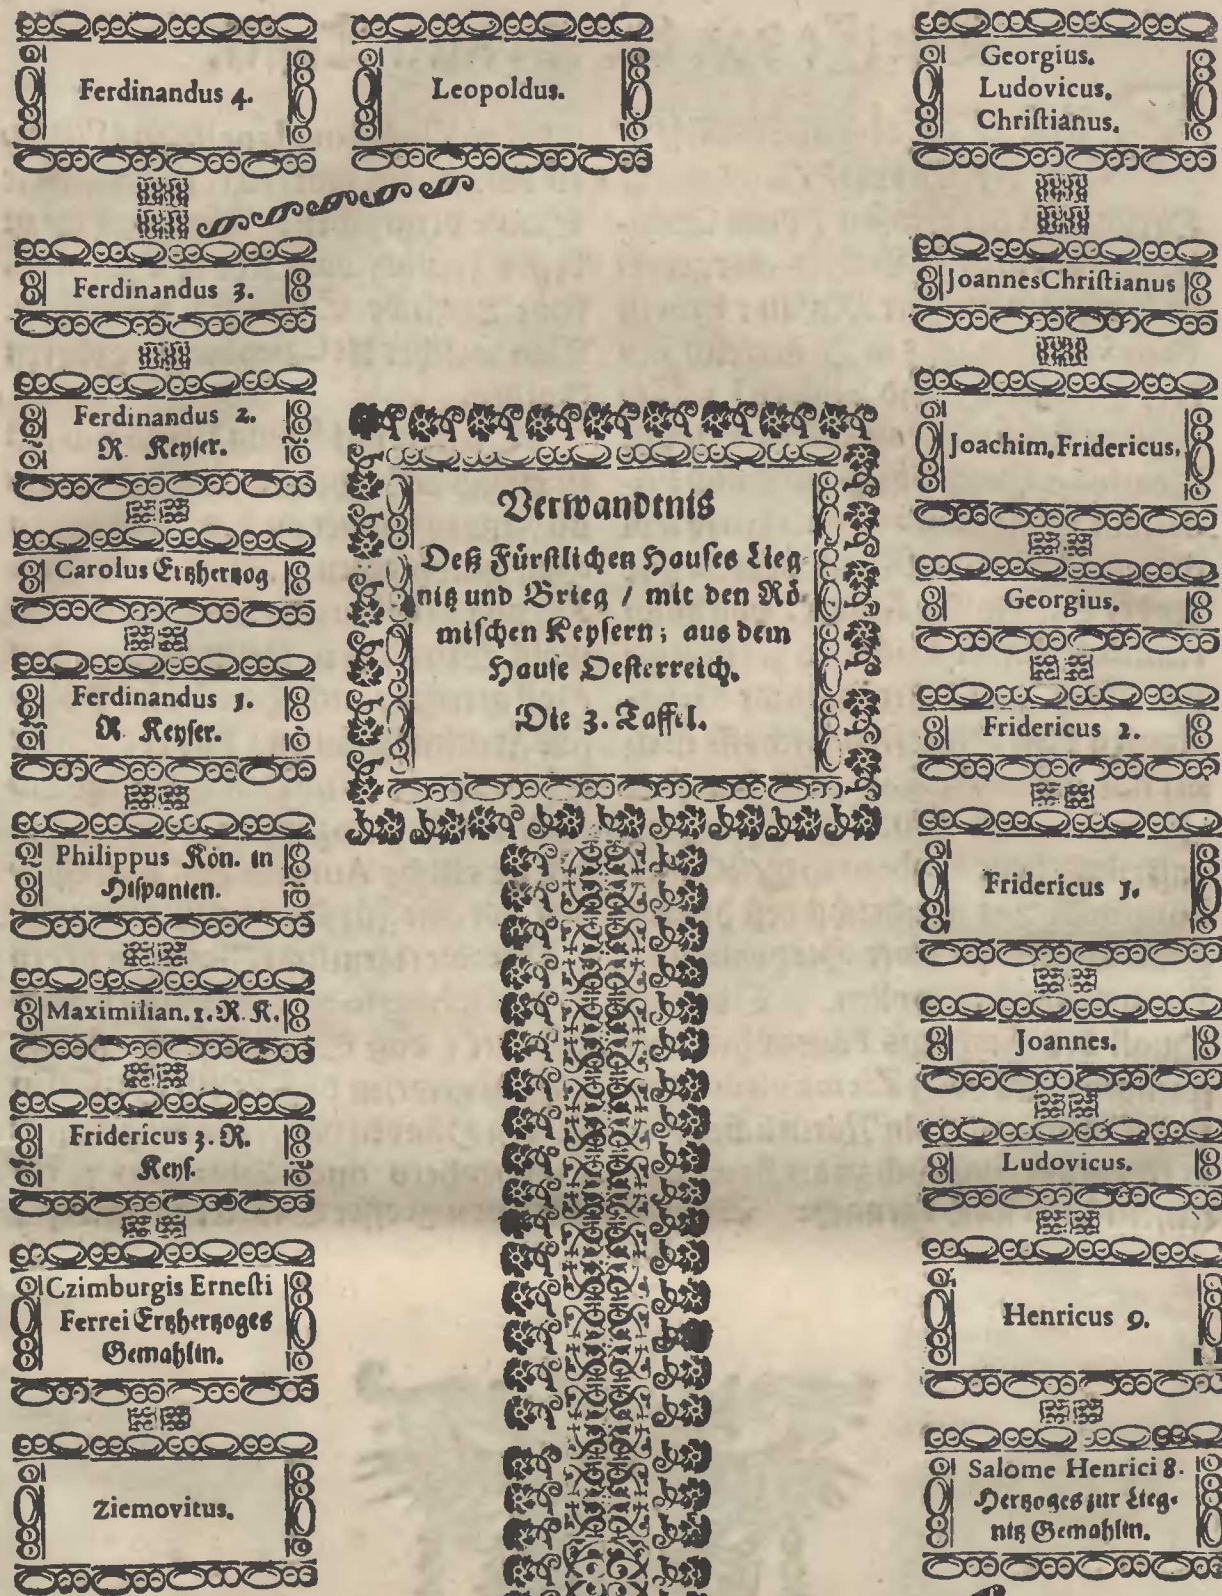 Ferdinandus 4.
Leopoldus.
Ferdinandus 3.
Ferdinandus 2.
R. Keyser.
Carolus Ertzhertzog
Ferdinandus 1.
R. Keyser.
Philippus Kön. in
Hispanien.
Maximilian. 1. R. K.
Fridericus 3. R.
Keys.
Czimburgis Ernesti
Ferrei Ertzhertzoges
Gemahlin.
Ziemovitus.
Verwandtnis
Deß Fürstlichen Hauses Lieg-
nitz und Brieg / mit den Rö-
mischen Keysern; aus dem
Hause Oesterreich.
Die 3. Taffel.
Georgius.
Ludovicus.
Chriſtianus.
JoannesChriſtianus
Joachim, Fridericus,
Georgius.
Fridericus 2.
Fridericus 1.
Joannes.
Ludovicus.
Henricus 9.
Salome Henrici 8.
Hertzoges zur Lieg-
nitz Gemahlin.